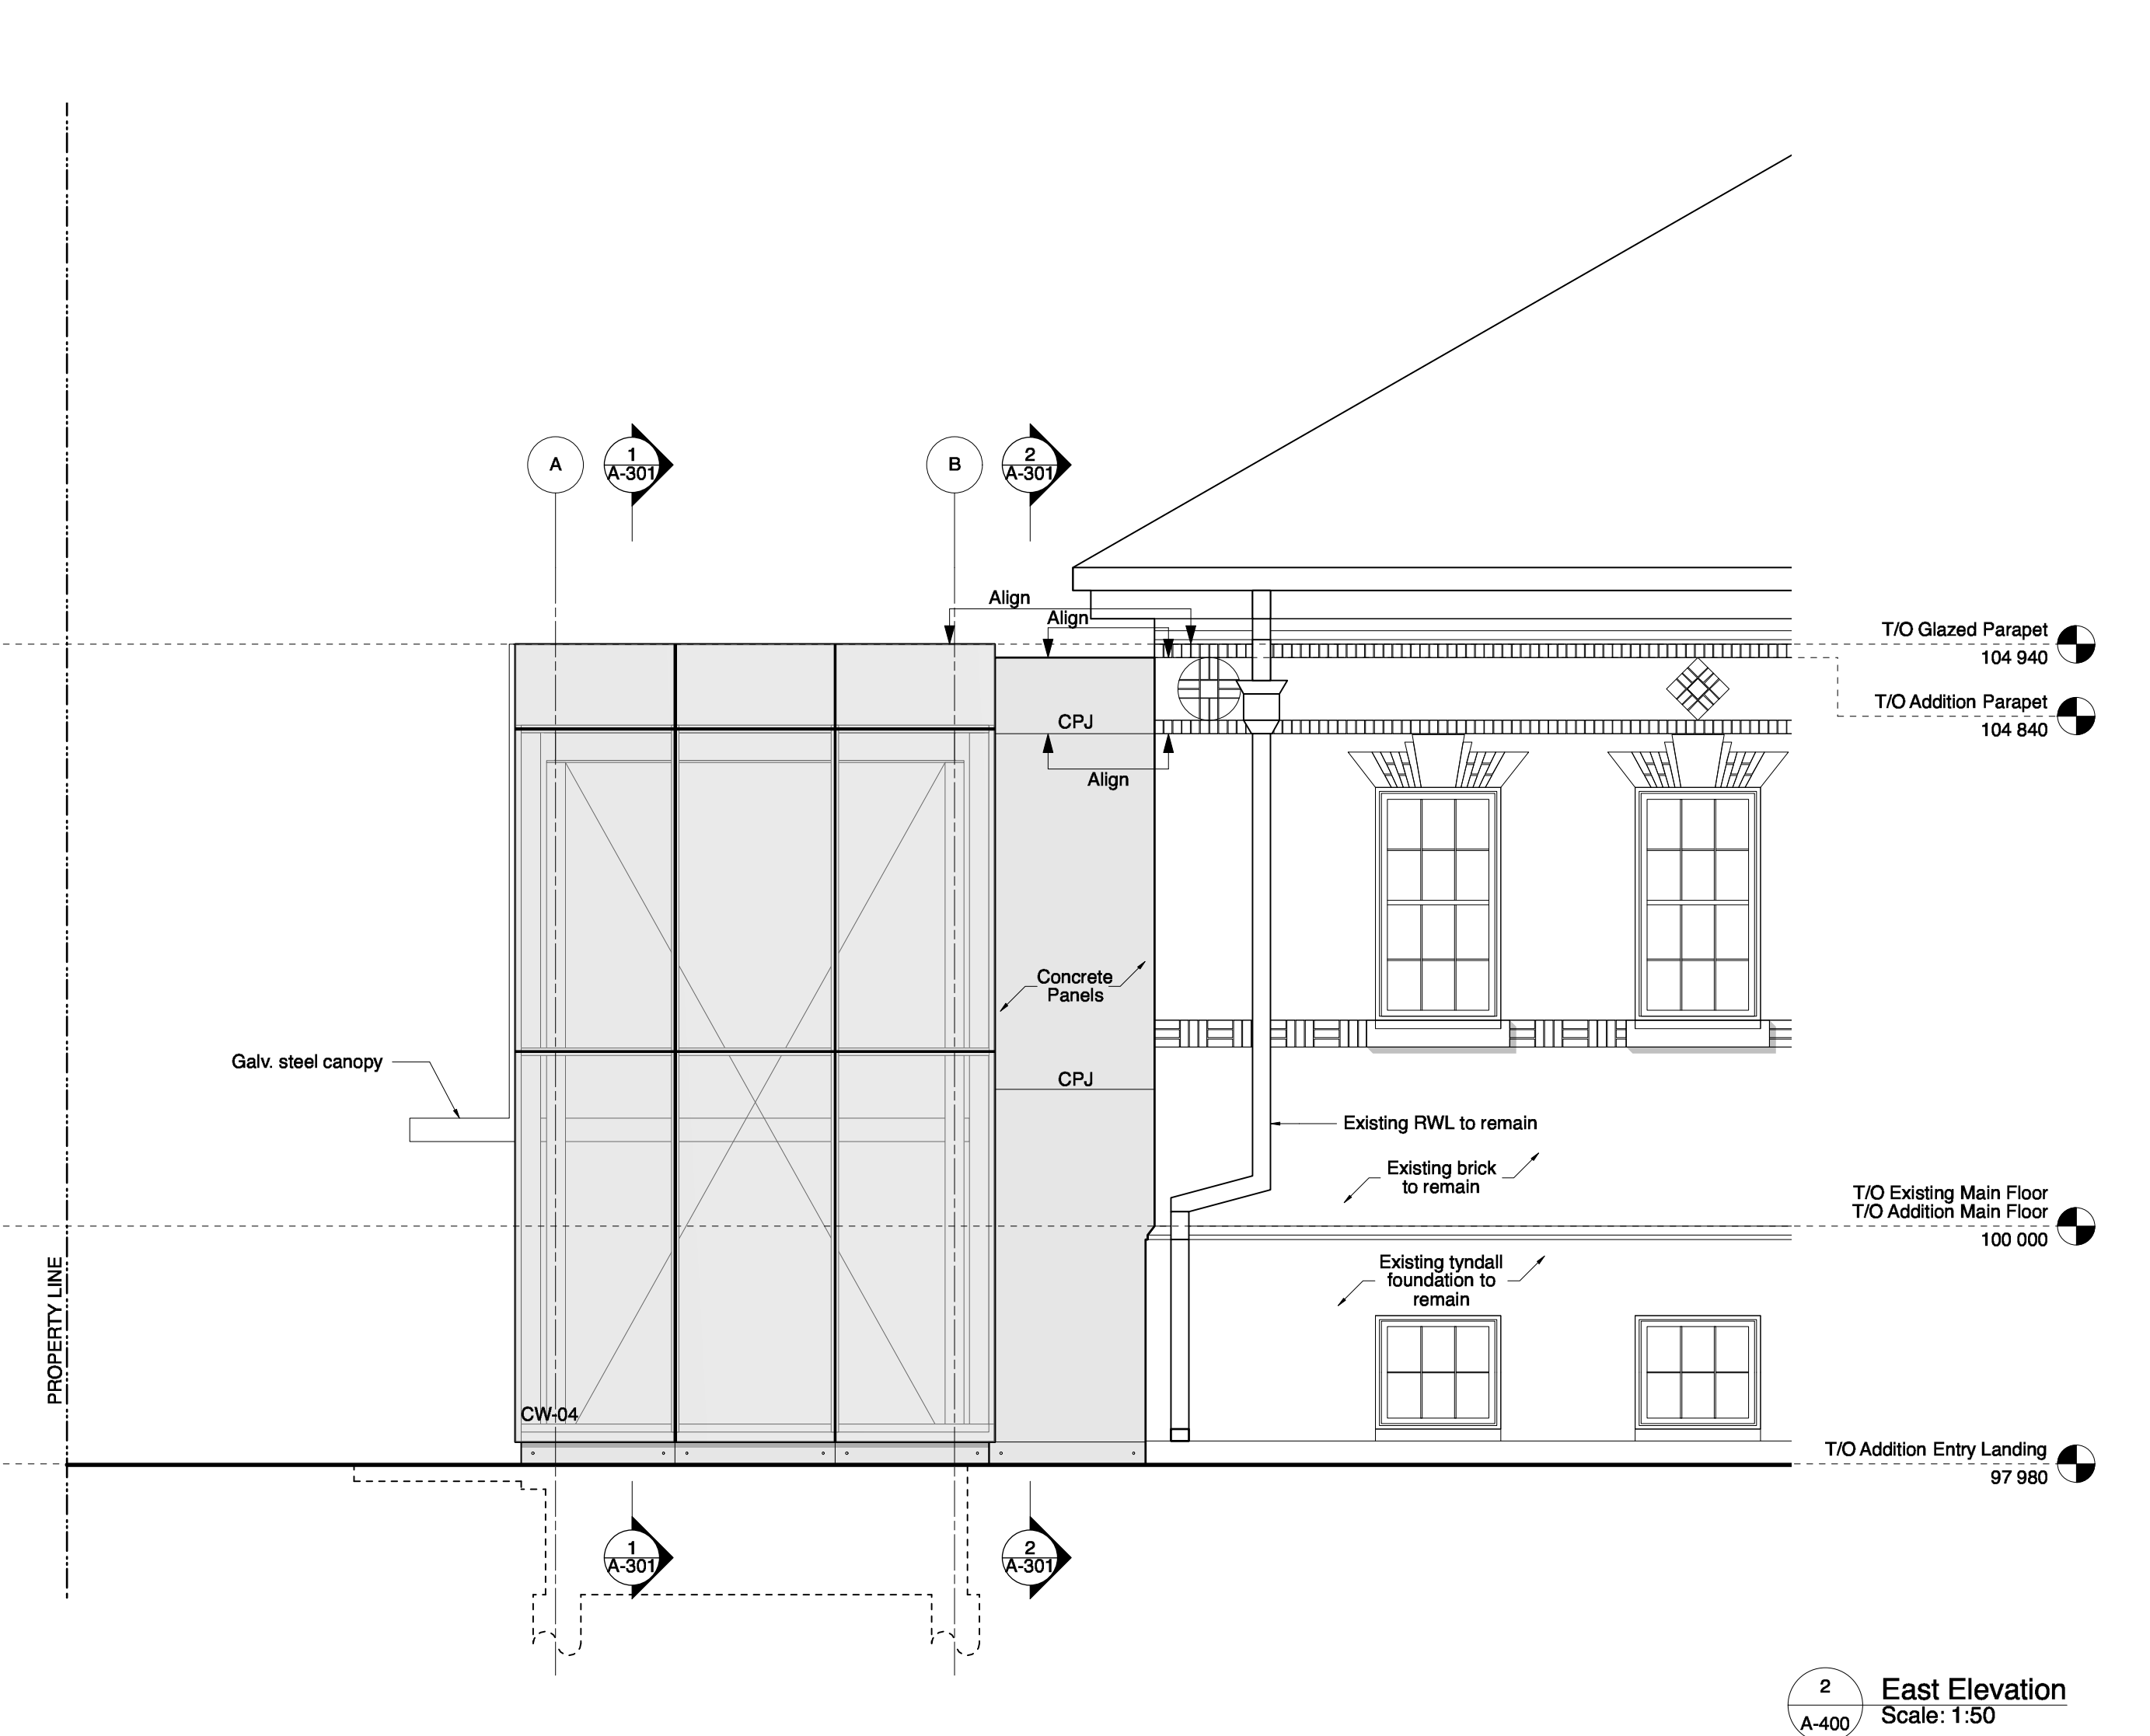 A
1
A-301
B
2
A-301
Align
Align
T/O Glazed Parapet
104 940
T/O Addition Parapet
104 840
CPJ
Align
Concrete
Panels
Galv. steel canopy
CPJ
Existing RWL to remain
Existing brick
to remain
T/O Existing Main Floor
T/O Addition Main Floor
100 000
Existing tyndall
foundation to
remain
PROPERTY LINE
CW-04
T/O Addition Entry Landing
97 980
1
A-301
2
A-301
2
A-400
East Elevation
Scale: 1:50